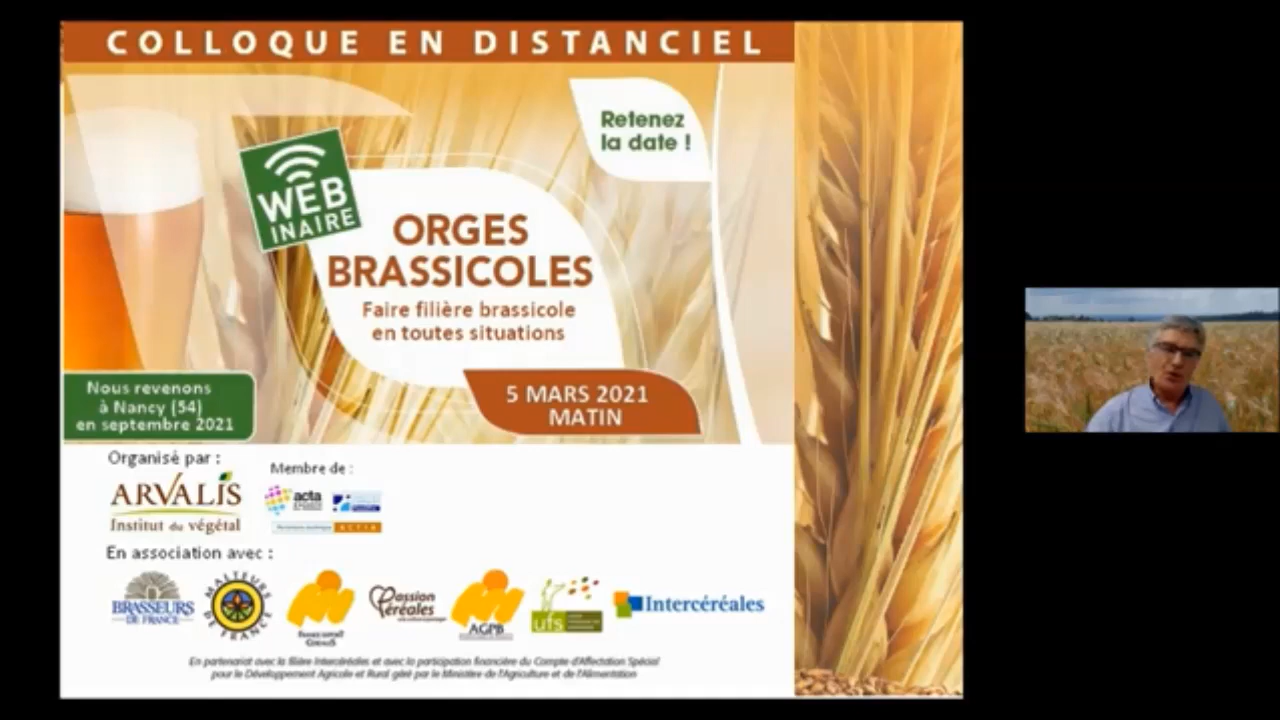 COLLOQUE EN DISTANCIEL
Retenez
la date !
WEB
INAIRE
ORGES
BRASSICOLES
Faire filière brassicole
en toutes situations
5 MARS 2021
MATIN
Nous revenons
à Nancy (54)
en septembre 2021
Organisé par :
ARVALIS
Institut du végétal
Membre de :
acta
ACTIA
En association avec :
BRASSEURS
DE FRANCE
MALTEURS
DE FRANCE
Passion
Céréales
AGPB
ufs
Intercéréales
En partenariat avec la filière Intercéréales et avec la participation financière du Compte d'Affectation Spécial
pour le Développement Agricole et Rural géré par le Ministère de l'Agriculture et de l'Alimentation